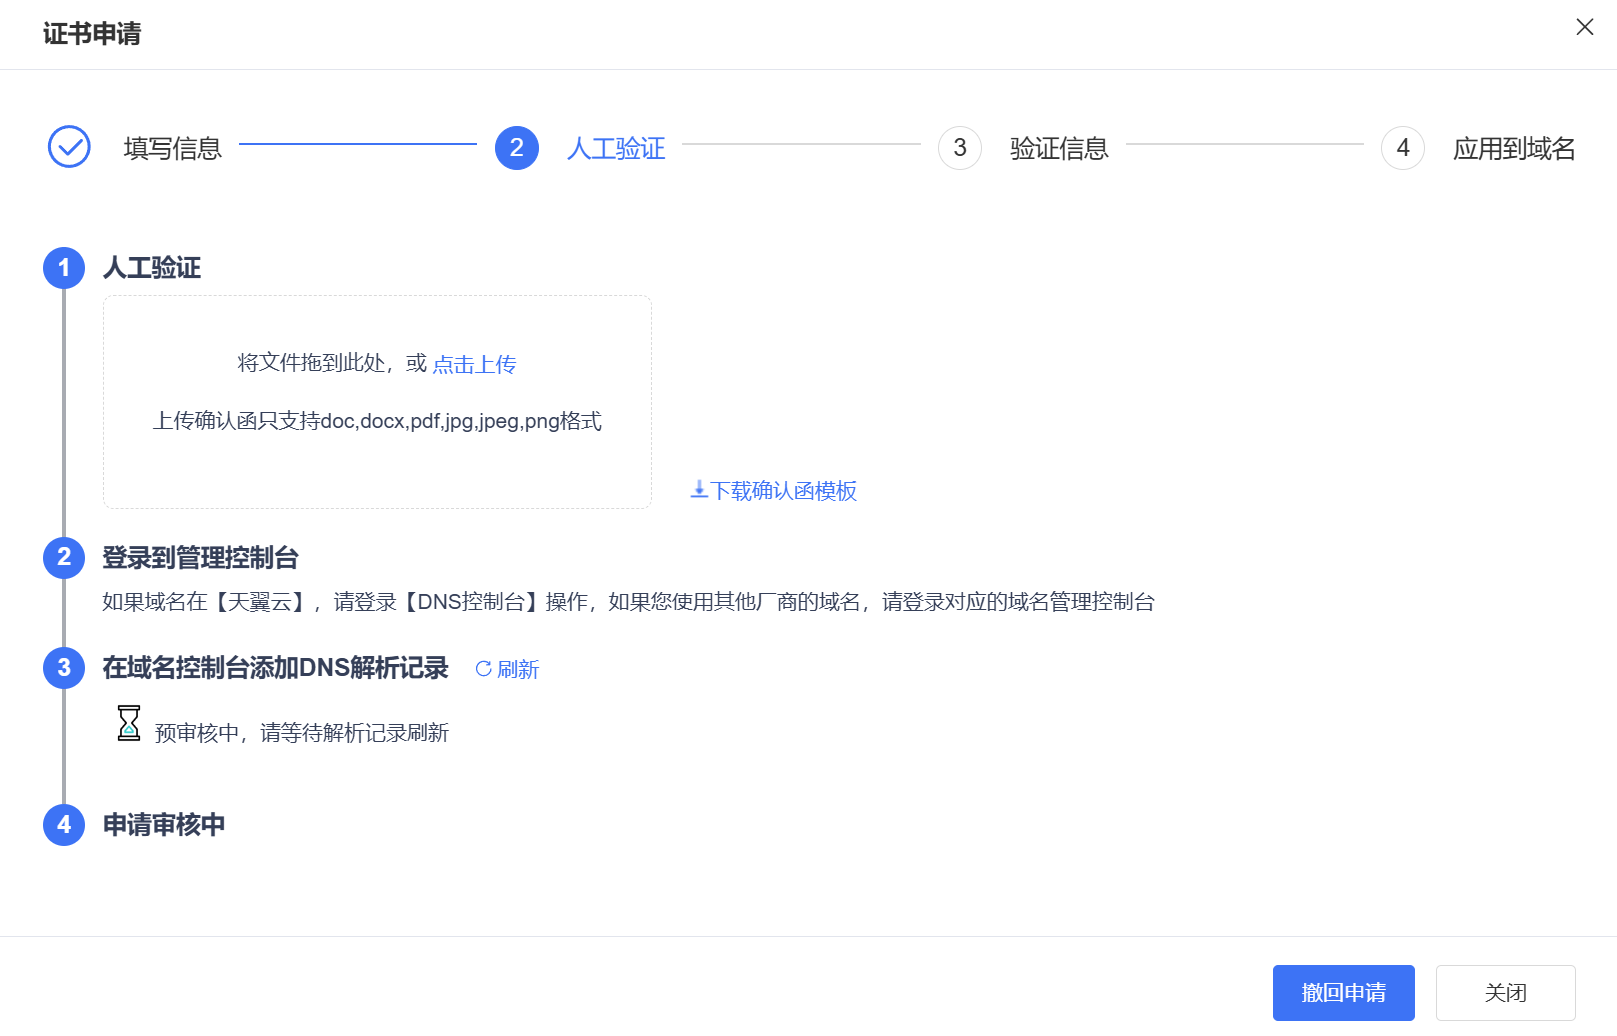 证书申请
填写信息
2 人工验证
3 验证信息
4 应用到域名
1 人工验证
将文件拖到此处，或 点击上传
上传确认函只支持doc,docx,pdf,jpg,jpeg,png格式
下载确认函模板
2 登录到管理控制台
如果域名在【天翼云】，请登录【DNS控制台】操作，如果您使用其他厂商的域名，请登录对应的域名管理控制台
3 在域名控制台添加DNS解析记录 刷新
预审核中，请等待解析记录刷新
4 申请审核中
撤回申请 关闭